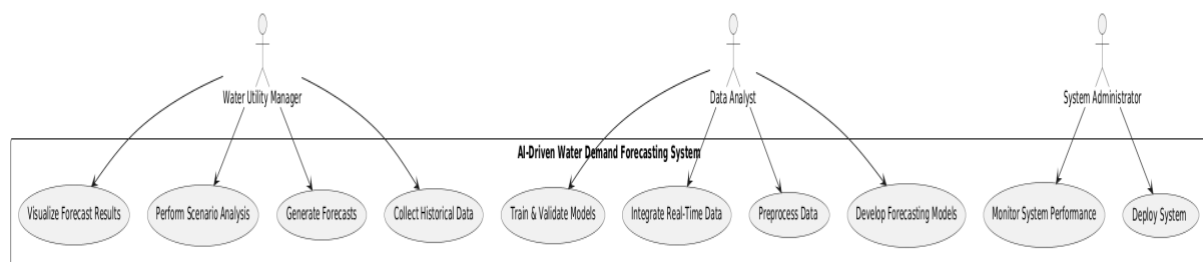 Water Utility Manager
Data Analyst
System Administrator
AI-Driven Water Demand Forecasting System
Visualize Forecast Results
Perform Scenario Analysis
Generate Forecasts
Collect Historical Data
Train & Validate Models
Integrate Real-Time Data
Preprocess Data
Develop Forecasting Models
Monitor System Performance
Deploy System